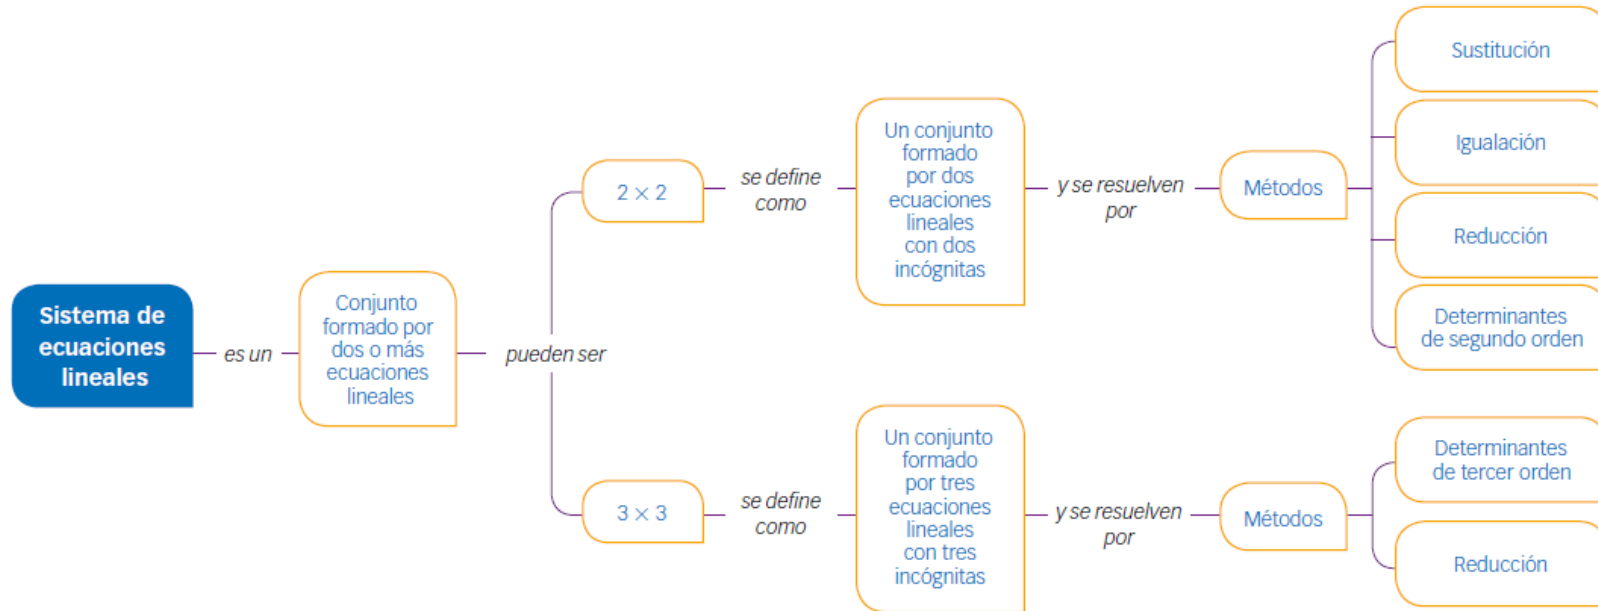 Sistema de
ecuaciones
lineales
es un
Conjunto
formado por
dos o más
ecuaciones
lineales
pueden ser
2 × 2
se define
como
Un conjunto
formado
por dos
ecuaciones
lineales
con dos
incógnitas
y se resuelven
por
Métodos
Sustitución
Igualación
Reducción
Determinantes
de segundo orden
3 × 3
se define
como
Un conjunto
formado
por tres
ecuaciones
lineales
con tres
incógnitas
y se resuelven
por
Métodos
Determinantes
de tercer orden
Reducción